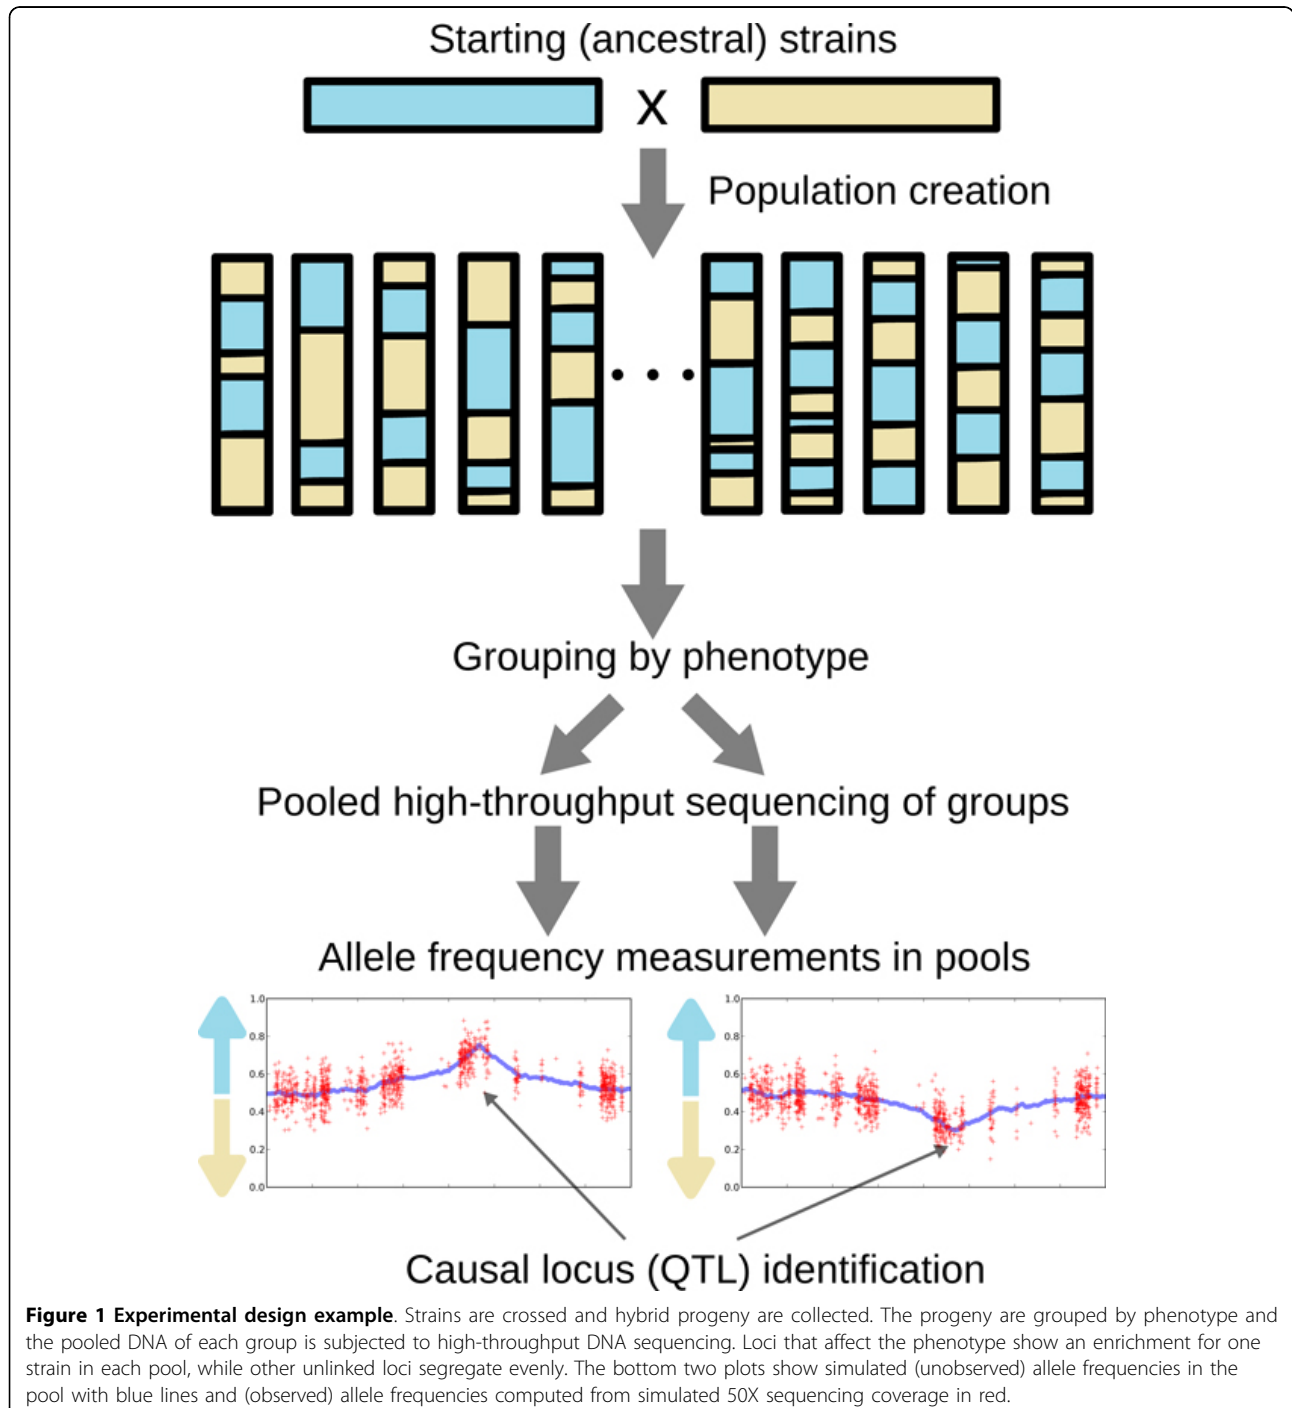 Starting (ancestral) strains
x
Population creation
Grouping by phenotype
Pooled high-throughput sequencing of groups
Allele frequency measurements in pools
1.0
0.8
0.6
0.4
0.2
0.0
1.0
0.8
0.6
0.4
0.2
0.0
Causal locus (QTL) identification
Figure 1 Experimental design example. Strains are crossed and hybrid progeny are collected. The progeny are grouped by phenotype and
the pooled DNA of each group is subjected to high-throughput DNA sequencing. Loci that affect the phenotype show an enrichment for one
strain in each pool, while other unlinked loci segregate evenly. The bottom two plots show simulated (unobserved) allele frequencies in the
pool with blue lines and (observed) allele frequencies computed from simulated 50X sequencing coverage in red.